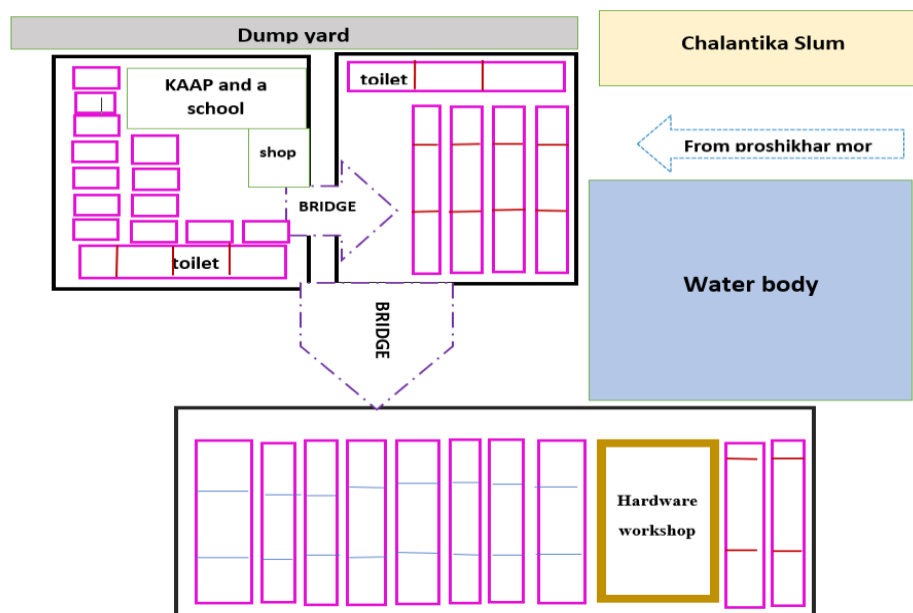 Dump yard
Chalantika Slum
KAAP and a
school
toilet
shop
From proshikhar mor
BRIDGE
toilet
Water body
BRIDGE
Hardware
workshop